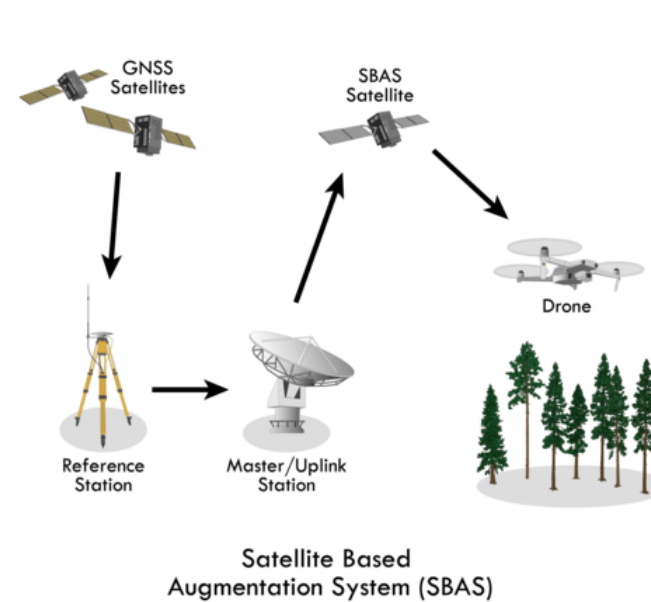 GNSS
Satellites
SBAS
Satellite
Drone
Reference
Station
Master/Uplink
Station
Satellite Based
Augmentation System (SBAS)